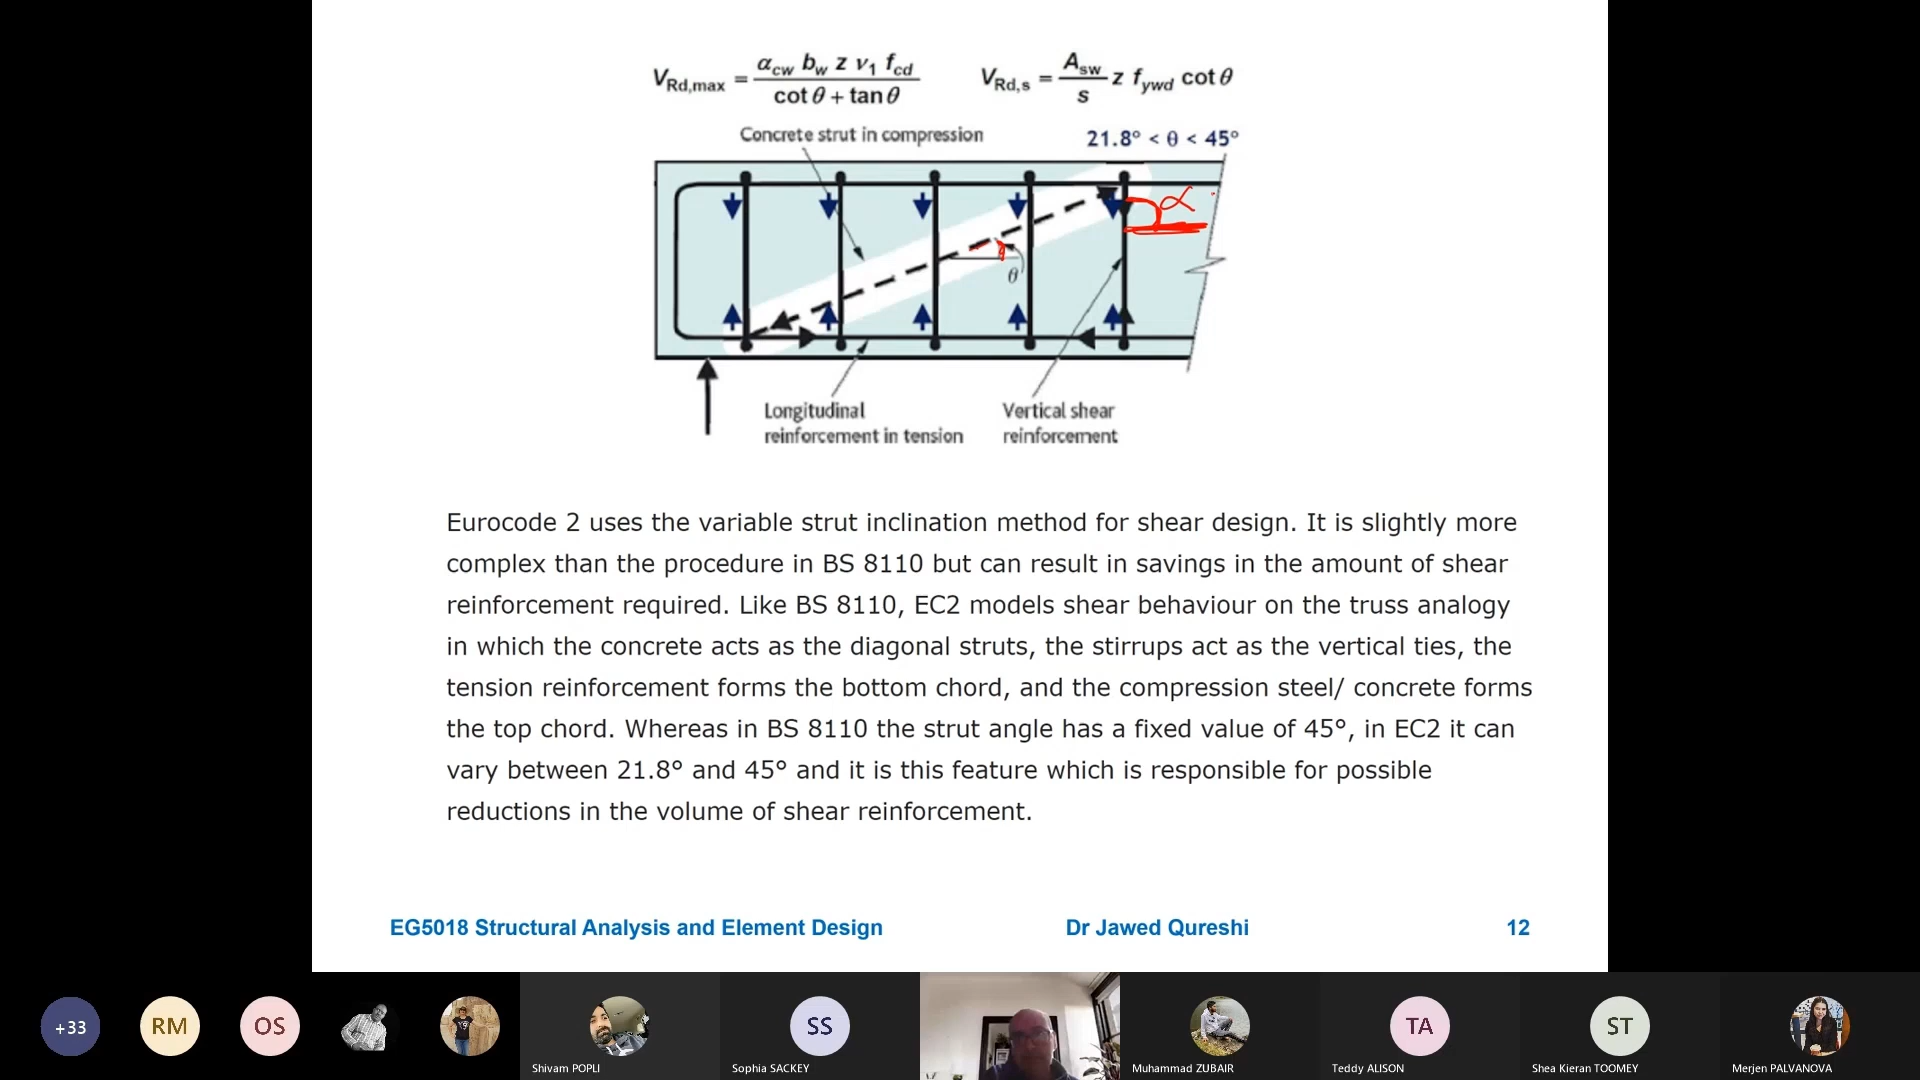 V_Rd,max = α_cw b_w z ν_1 f_cd / (cot θ + tan θ)
V_Rd,s = A_sw / s z f_ywd cot θ
Concrete strut in compression
21.8° < θ < 45°
α
θ
Longitudinal
reinforcement in tension
Vertical shear
reinforcement
Eurocode 2 uses the variable strut inclination method for shear design. It is slightly more
complex than the procedure in BS 8110 but can result in savings in the amount of shear
reinforcement required. Like BS 8110, EC2 models shear behaviour on the truss analogy
in which the concrete acts as the diagonal struts, the stirrups act as the vertical ties, the
tension reinforcement forms the bottom chord, and the compression steel/ concrete forms
the top chord. Whereas in BS 8110 the strut angle has a fixed value of 45°, in EC2 it can
vary between 21.8° and 45° and it is this feature which is responsible for possible
reductions in the volume of shear reinforcement.
EG5018 Structural Analysis and Element Design
Dr Jawed Qureshi
12
+33
RM
OS
Shivam POPLI
SS
Sophia SACKEY
Muhammad ZUBAIR
TA
Teddy ALISON
ST
Shea Kieran TOOMEY
Merjen PALVANOVA